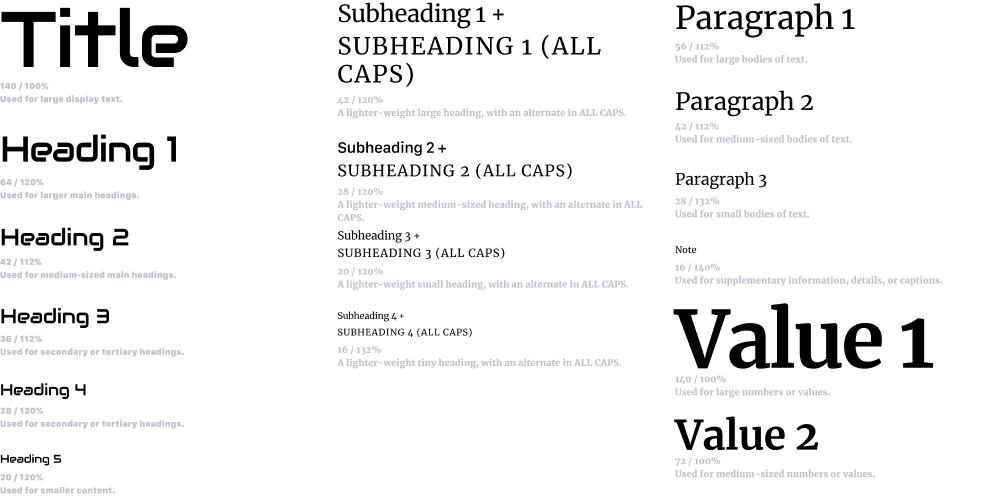 Title
140 / 100%
Used for large display text.
Heading 1
64 / 120%
Used for larger main headings.
Heading 2
42 / 112%
Used for medium-sized main headings.
Heading 3
36 / 112%
Used for secondary or tertiary headings.
Heading 4
28 / 120%
Used for secondary or tertiary headings.
Heading 5
20 / 120%
Used for smaller content.
Subheading 1 +
SUBHEADING 1 (ALL
CAPS)
42 / 120%
A lighter-weight large heading, with an alternate in ALL CAPS.
Subheading 2 +
SUBHEADING 2 (ALL CAPS)
28 / 120%
A lighter-weight medium-sized heading, with an alternate in ALL
CAPS.
Subheading 3 +
SUBHEADING 3 (ALL CAPS)
20 / 120%
A lighter-weight small heading, with an alternate in ALL CAPS.
Subheading 4 +
SUBHEADING 4 (ALL CAPS)
16 / 132%
A lighter-weight tiny heading, with an alternate in ALL CAPS.
Paragraph 1
56 / 112%
Used for large bodies of text.
Paragraph 2
42 / 112%
Used for medium-sized bodies of text.
Paragraph 3
28 / 132%
Used for small bodies of text.
Note
16 / 140%
Used for supplementary information, details, or captions.
Value 1
140 / 100%
Used for large numbers or values.
Value 2
72 / 100%
Used for medium-sized numbers or values.